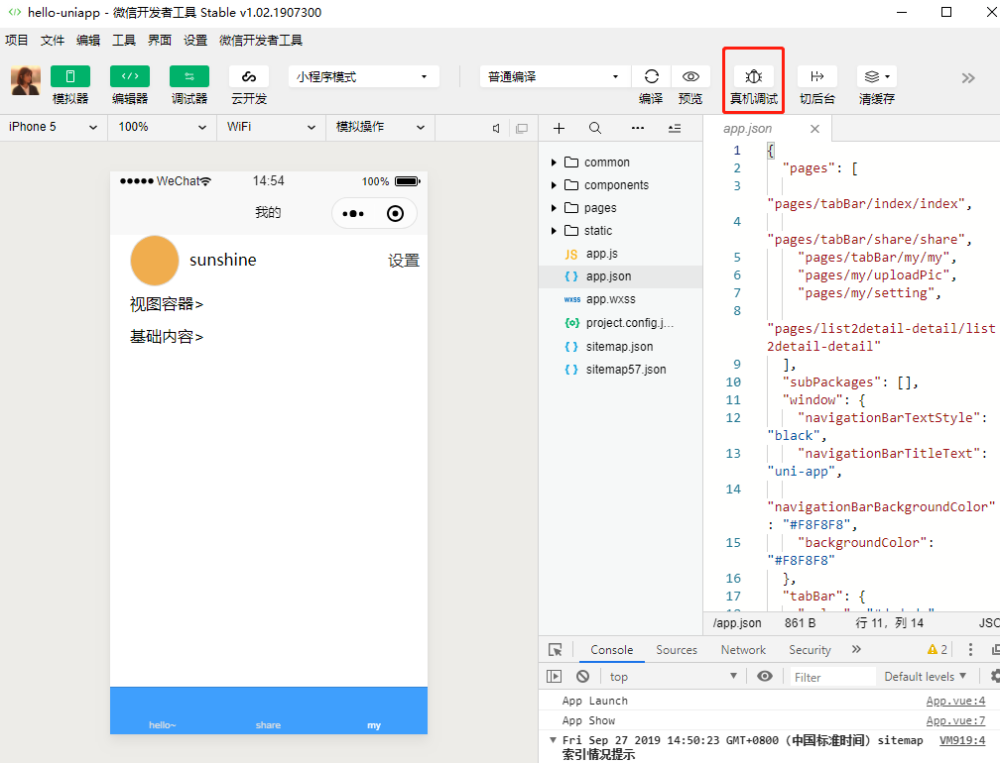 hello-uniapp - 微信开发者工具 Stable v1.02.1907300
项目 文件 编辑 工具 界面 设置 微信开发者工具
模拟器 编辑器 调试器 云开发 小程序模式 普通编译 编译 预览 真机调试 切后台 清缓存
iPhone 5 100% WiFi 模拟操作
WeChat 14:54 100%
我的
sunshine 设置
视图容器>
基础内容>
hello~ share my
common
components
pages
static
JS app.js
{ } app.json
wxss app.wxss
{o} project.config.j...
{ } sitemap.json
{ } sitemap57.json
app.json
1 {
2 "pages": [
3
"pages/tabBar/index/index",
4
"pages/tabBar/share/share",
5 "pages/tabBar/my/my",
6 "pages/my/uploadPic",
7 "pages/my/setting",
8
"pages/list2detail-detail/list
2detail-detail"
9 ],
10 "subPackages": [],
11 "window": {
12 "navigationBarTextStyle":
"black",
13 "navigationBarTitleText":
"uni-app",
14
"navigationBarBackgroundColor"
: "#F8F8F8",
15 "backgroundColor":
"#F8F8F8"
16 },
17 "tabBar": {
/app.json 861 B 行 11，列 14 JSO
Console Sources Network Security 2
top Filter Default levels
App Launch App.vue:4
App Show App.vue:7
Fri Sep 27 2019 14:50:23 GMT+0800 (中国标准时间) sitemap VM919:4
索引情况提示